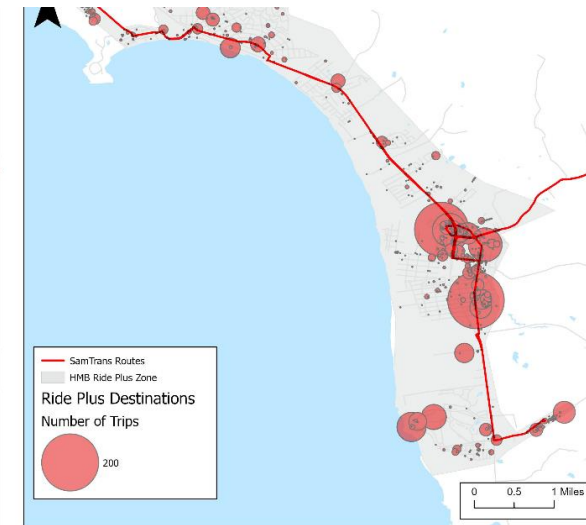 SamTrans Routes
HMB Ride Plus Zone
Ride Plus Destinations
Number of Trips
200
0 0.5 1 Miles